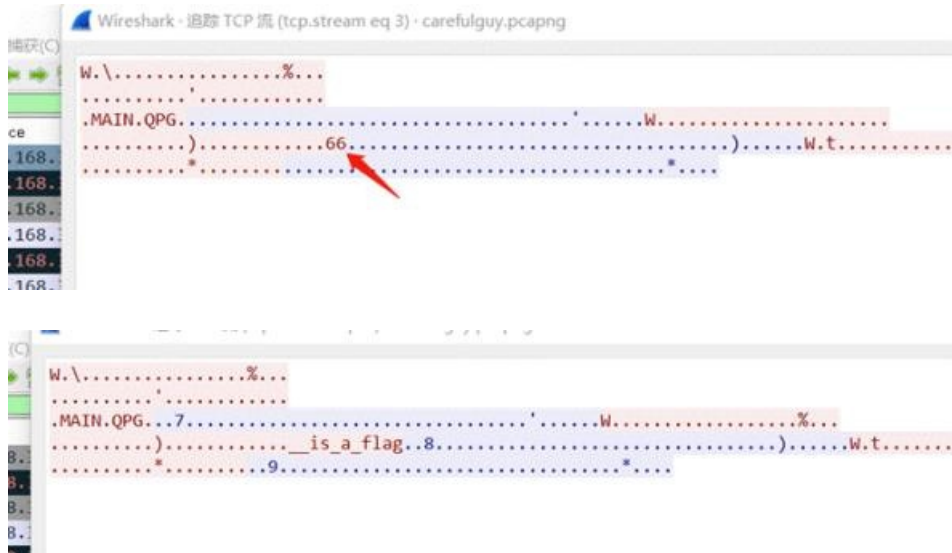 Wireshark · 追踪 TCP 流 (tcp.stream eq 3) · carefulguy.pcapng
捕获(C)
W.\................%...
..........'............
ce
.MAIN.QPG.....................................'......W......................
.168.
..........)............66.....................................)......W.t...........
.168.
..........*....................................................*....
.168.
.168.
.168.
.168.
(C)
W.\................%...
..........'............
.MAIN.QPG...7.................................'......W..................%...
..........)............__is_a_flag..8.................................)......W.t........
8.
..........*..........9.................................*....
8.
8.
8.